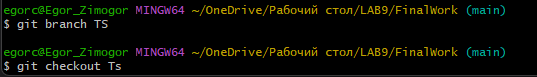 egorc@Egor_Zimogor MINGW64 ~/OneDrive/Рабочий стол/LAB9/FinalWork (main)
$ git branch TS
egorc@Egor_Zimogor MINGW64 ~/OneDrive/Рабочий стол/LAB9/FinalWork (main)
$ git checkout Ts